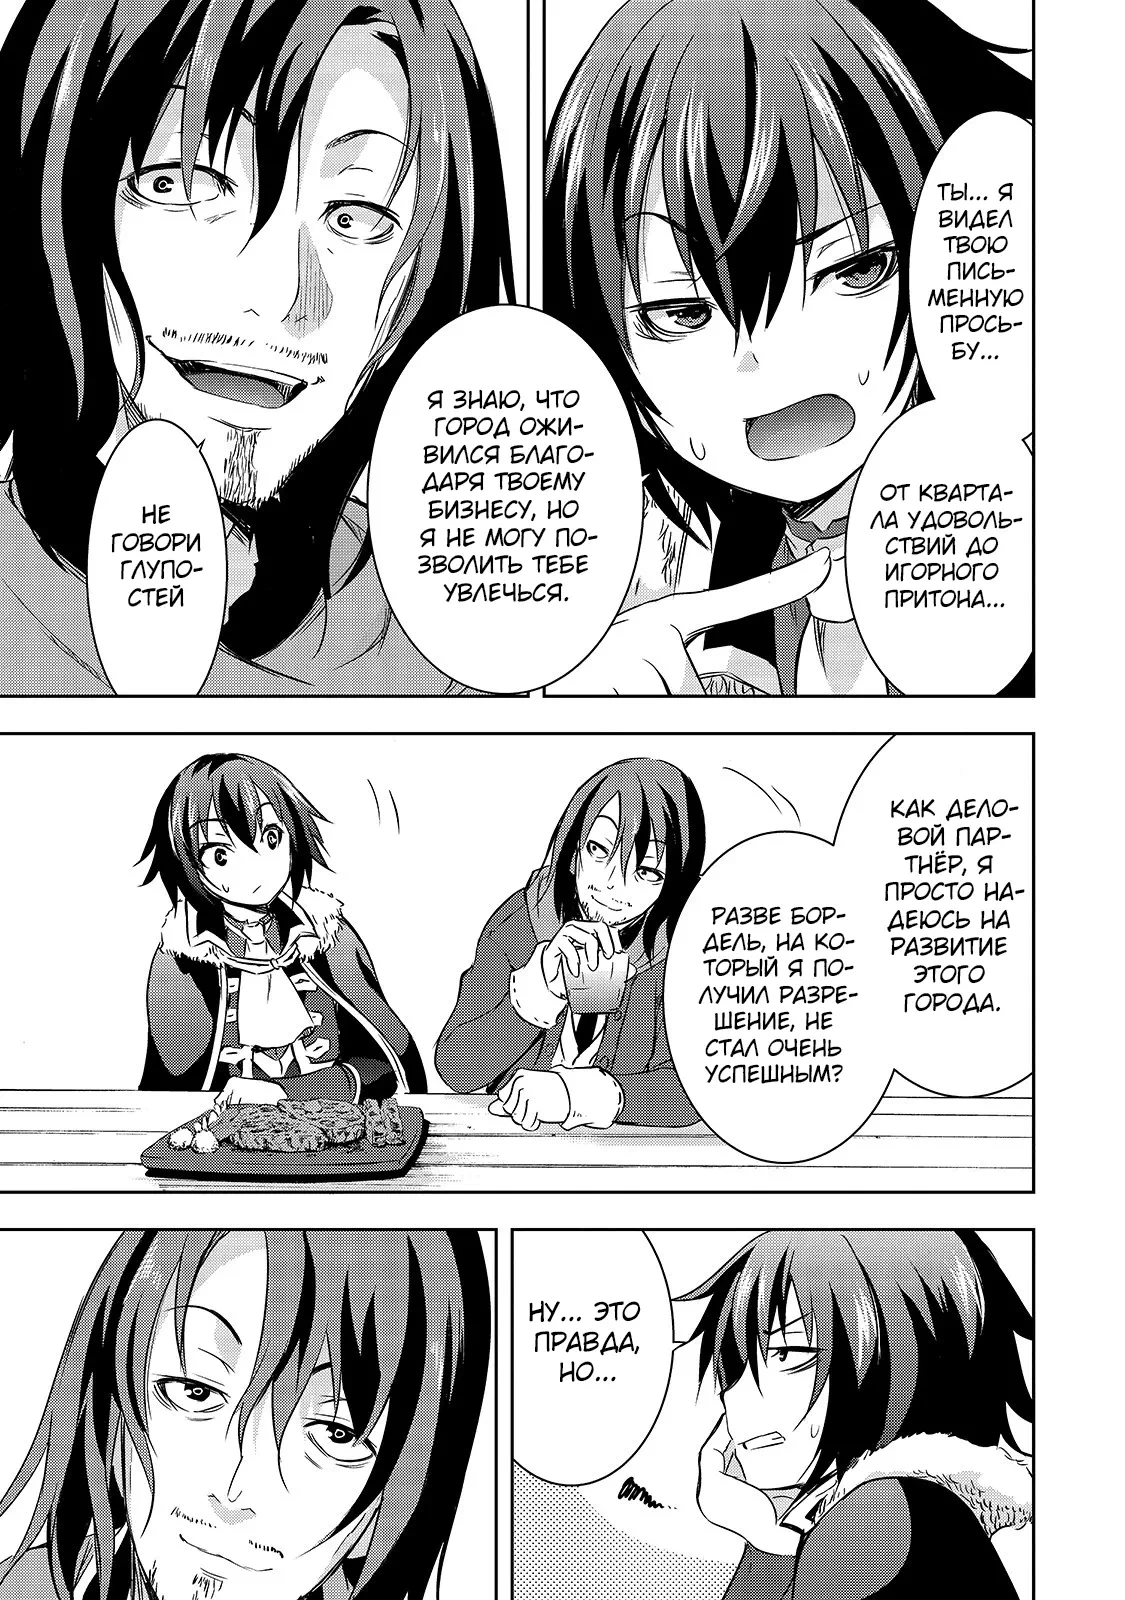 ТЫ... Я
ВИДЕЛ
ТВОЮ
ПИСЬ-
МЕННУЮ
ПРОСЬ-
БУ...
ОТ КВАРТА-
ЛА УДОВОЛЬ-
СТВИЙ ДО
ИГОРНОГО
ПРИТОНА...
Я ЗНАЮ, ЧТО
ГОРОД ОЖИ-
ВИЛСЯ БЛАГО-
ДАРЯ ТВОЕМУ
БИЗНЕСУ, НО
Я НЕ МОГУ ПО-
ЗВОЛИТЬ ТЕБЕ
УВЛЕЧЬСЯ.
НЕ
ГОВОРИ
ГЛУПО-
СТЕЙ
КАК ДЕЛО-
ВОЙ ПАР-
ТНЁР, Я
ПРОСТО НА-
ДЕЮСЬ НА
РАЗВИТИЕ
ЭТОГО
ГОРОДА.
РАЗВЕ БОР-
ДЕЛЬ, НА КО-
ТОРЫЙ Я ПО-
ЛУЧИЛ РАЗРЕ-
ШЕНИЕ, НЕ
СТАЛ ОЧЕНЬ
УСПЕШНЫМ?
НУ... ЭТО
ПРАВДА,
НО...